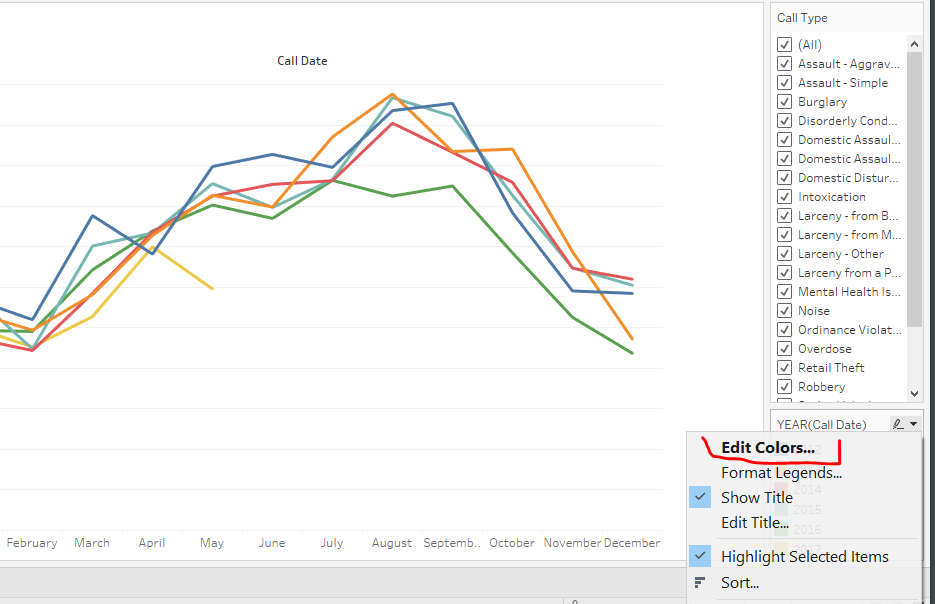 Call Date
February
March
April
May
June
July
August
Septemb..
October
November
December
Call Type
(All)
Assault - Aggrav...
Assault - Simple
Burglary
Disorderly Cond...
Domestic Assaul...
Domestic Assaul...
Domestic Distur...
Intoxication
Larceny - from B...
Larceny - from M...
Larceny - Other
Larceny from a P...
Mental Health Is...
Noise
Ordinance Violat...
Overdose
Retail Theft
Robbery
YEAR(Call Date)
Edit Colors...
Format Legends...
2014
Show Title
2015
Edit Title...
2016
Highlight Selected Items
Sort...